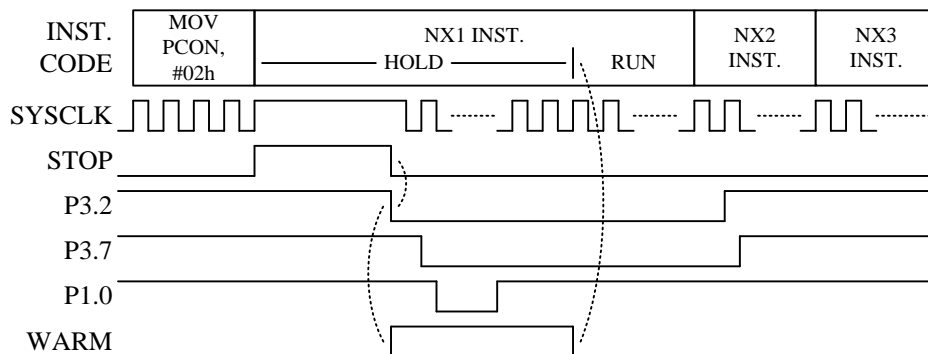 INST.
CODE
MOV
PCON,
#02h
NX1 INST.
HOLD
RUN
NX2
INST.
NX3
INST.
SYSCLK
STOP
P3.2
P3.7
P1.0
WARM